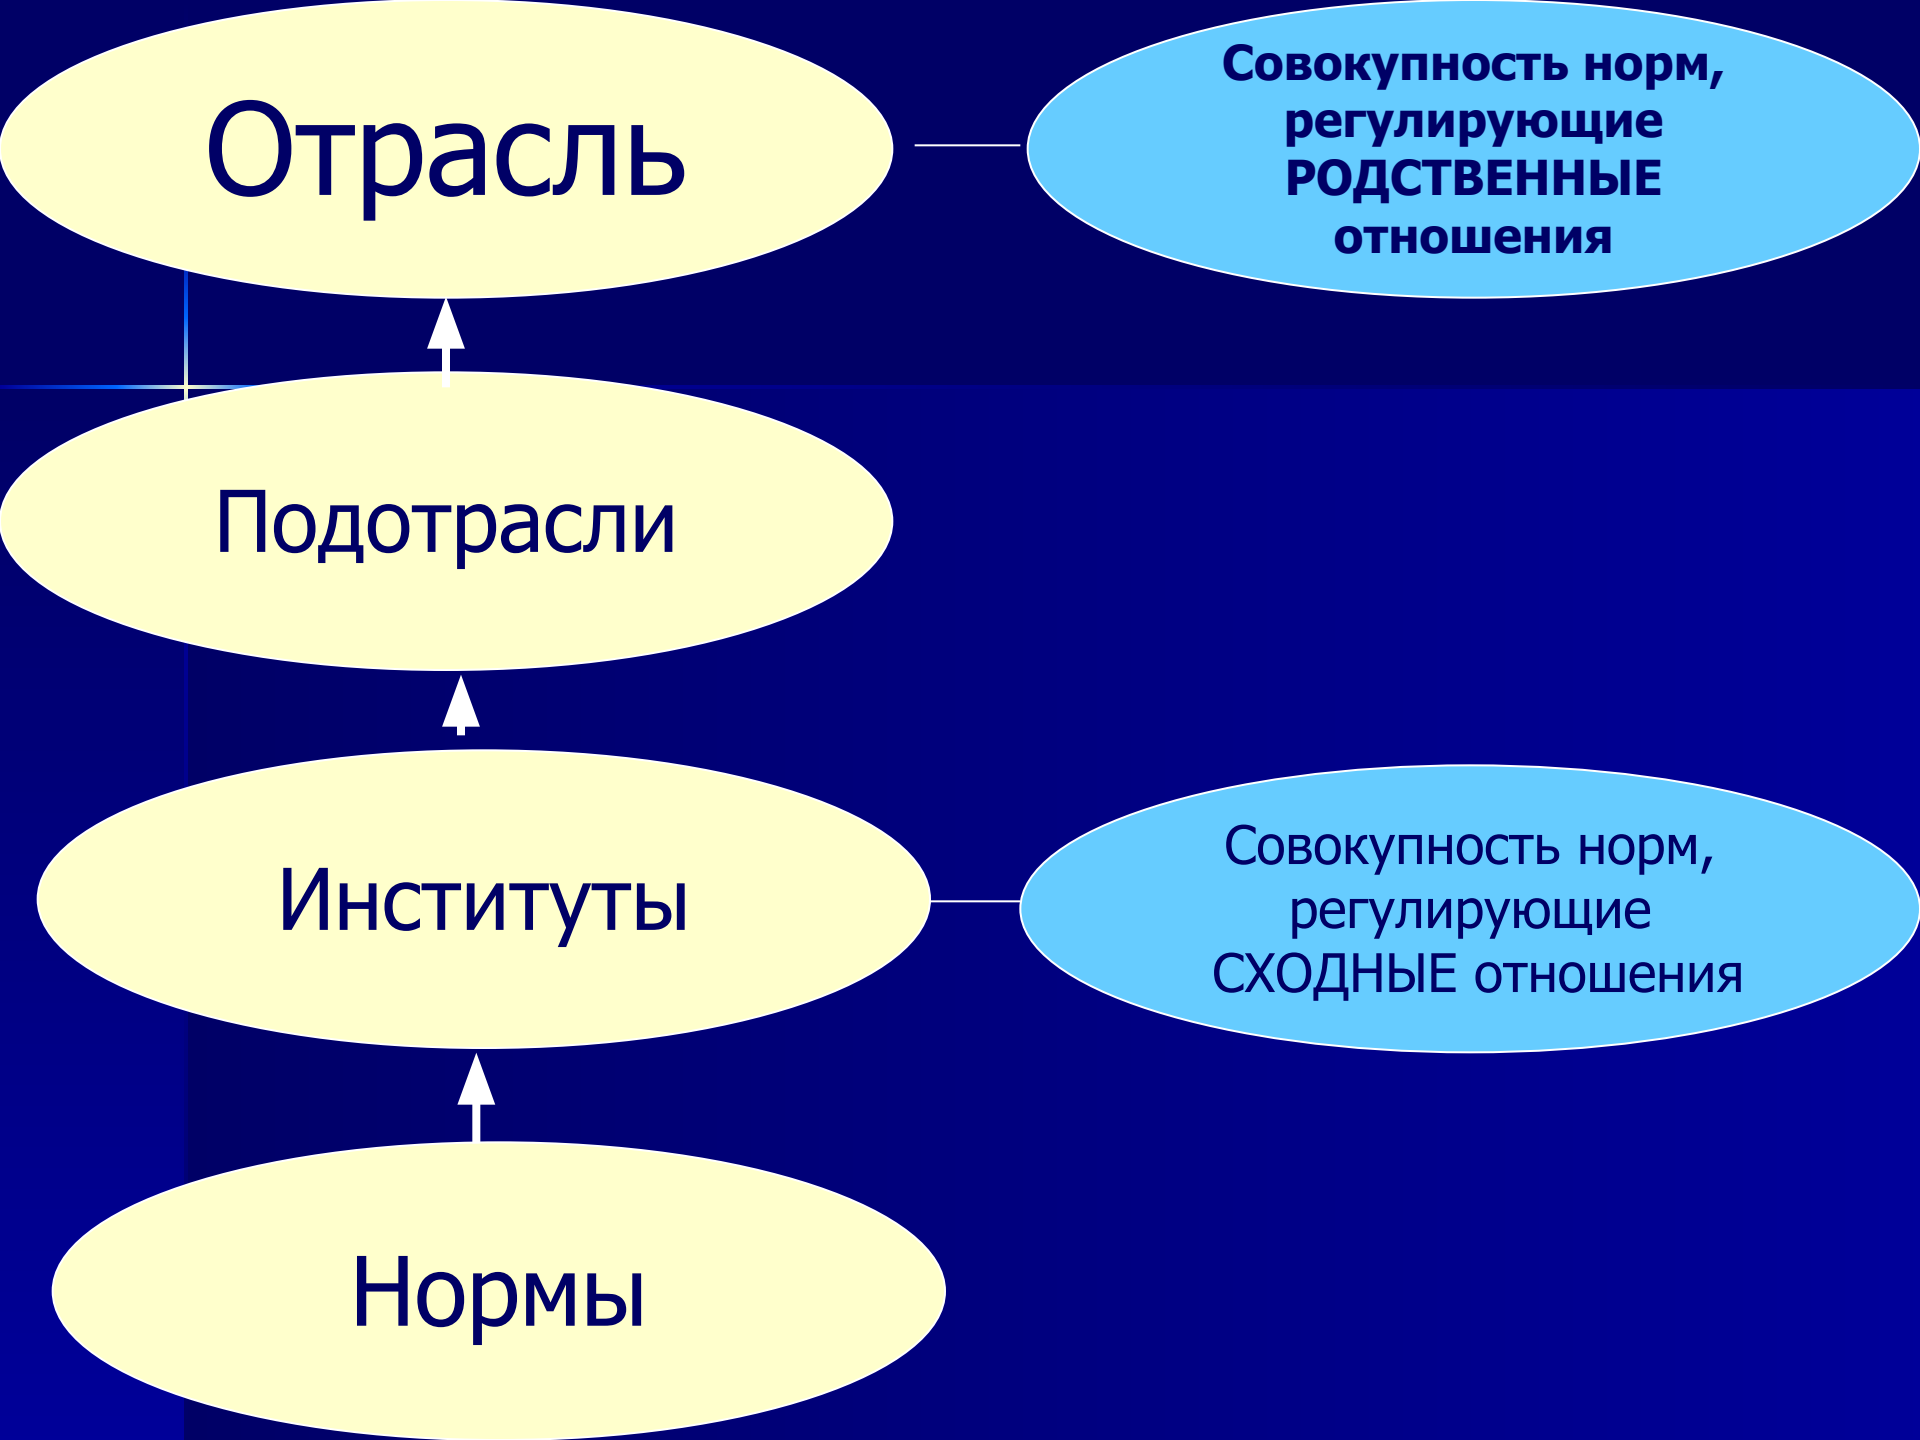 Отрасль
Совокупность норм,
регулирующие
РОДСТВЕННЫЕ
отношения
Подотрасли
Институты
Совокупность норм,
регулирующие
СХОДНЫЕ отношения
Нормы